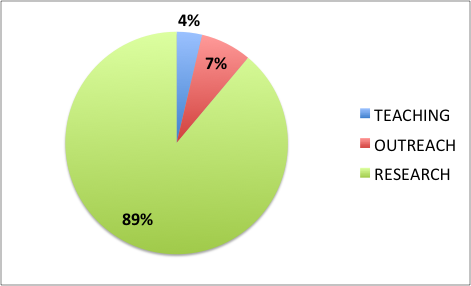 4%
7%
89%
TEACHING
OUTREACH
RESEARCH